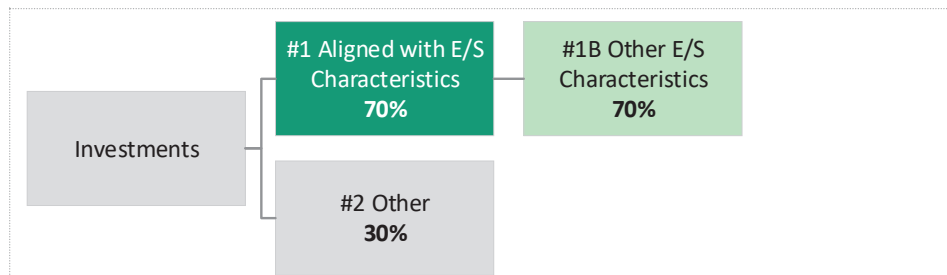 #1 Aligned with E/S
Characteristics
70%
#1B Other E/S
Characteristics
70%
Investments
#2 Other
30%